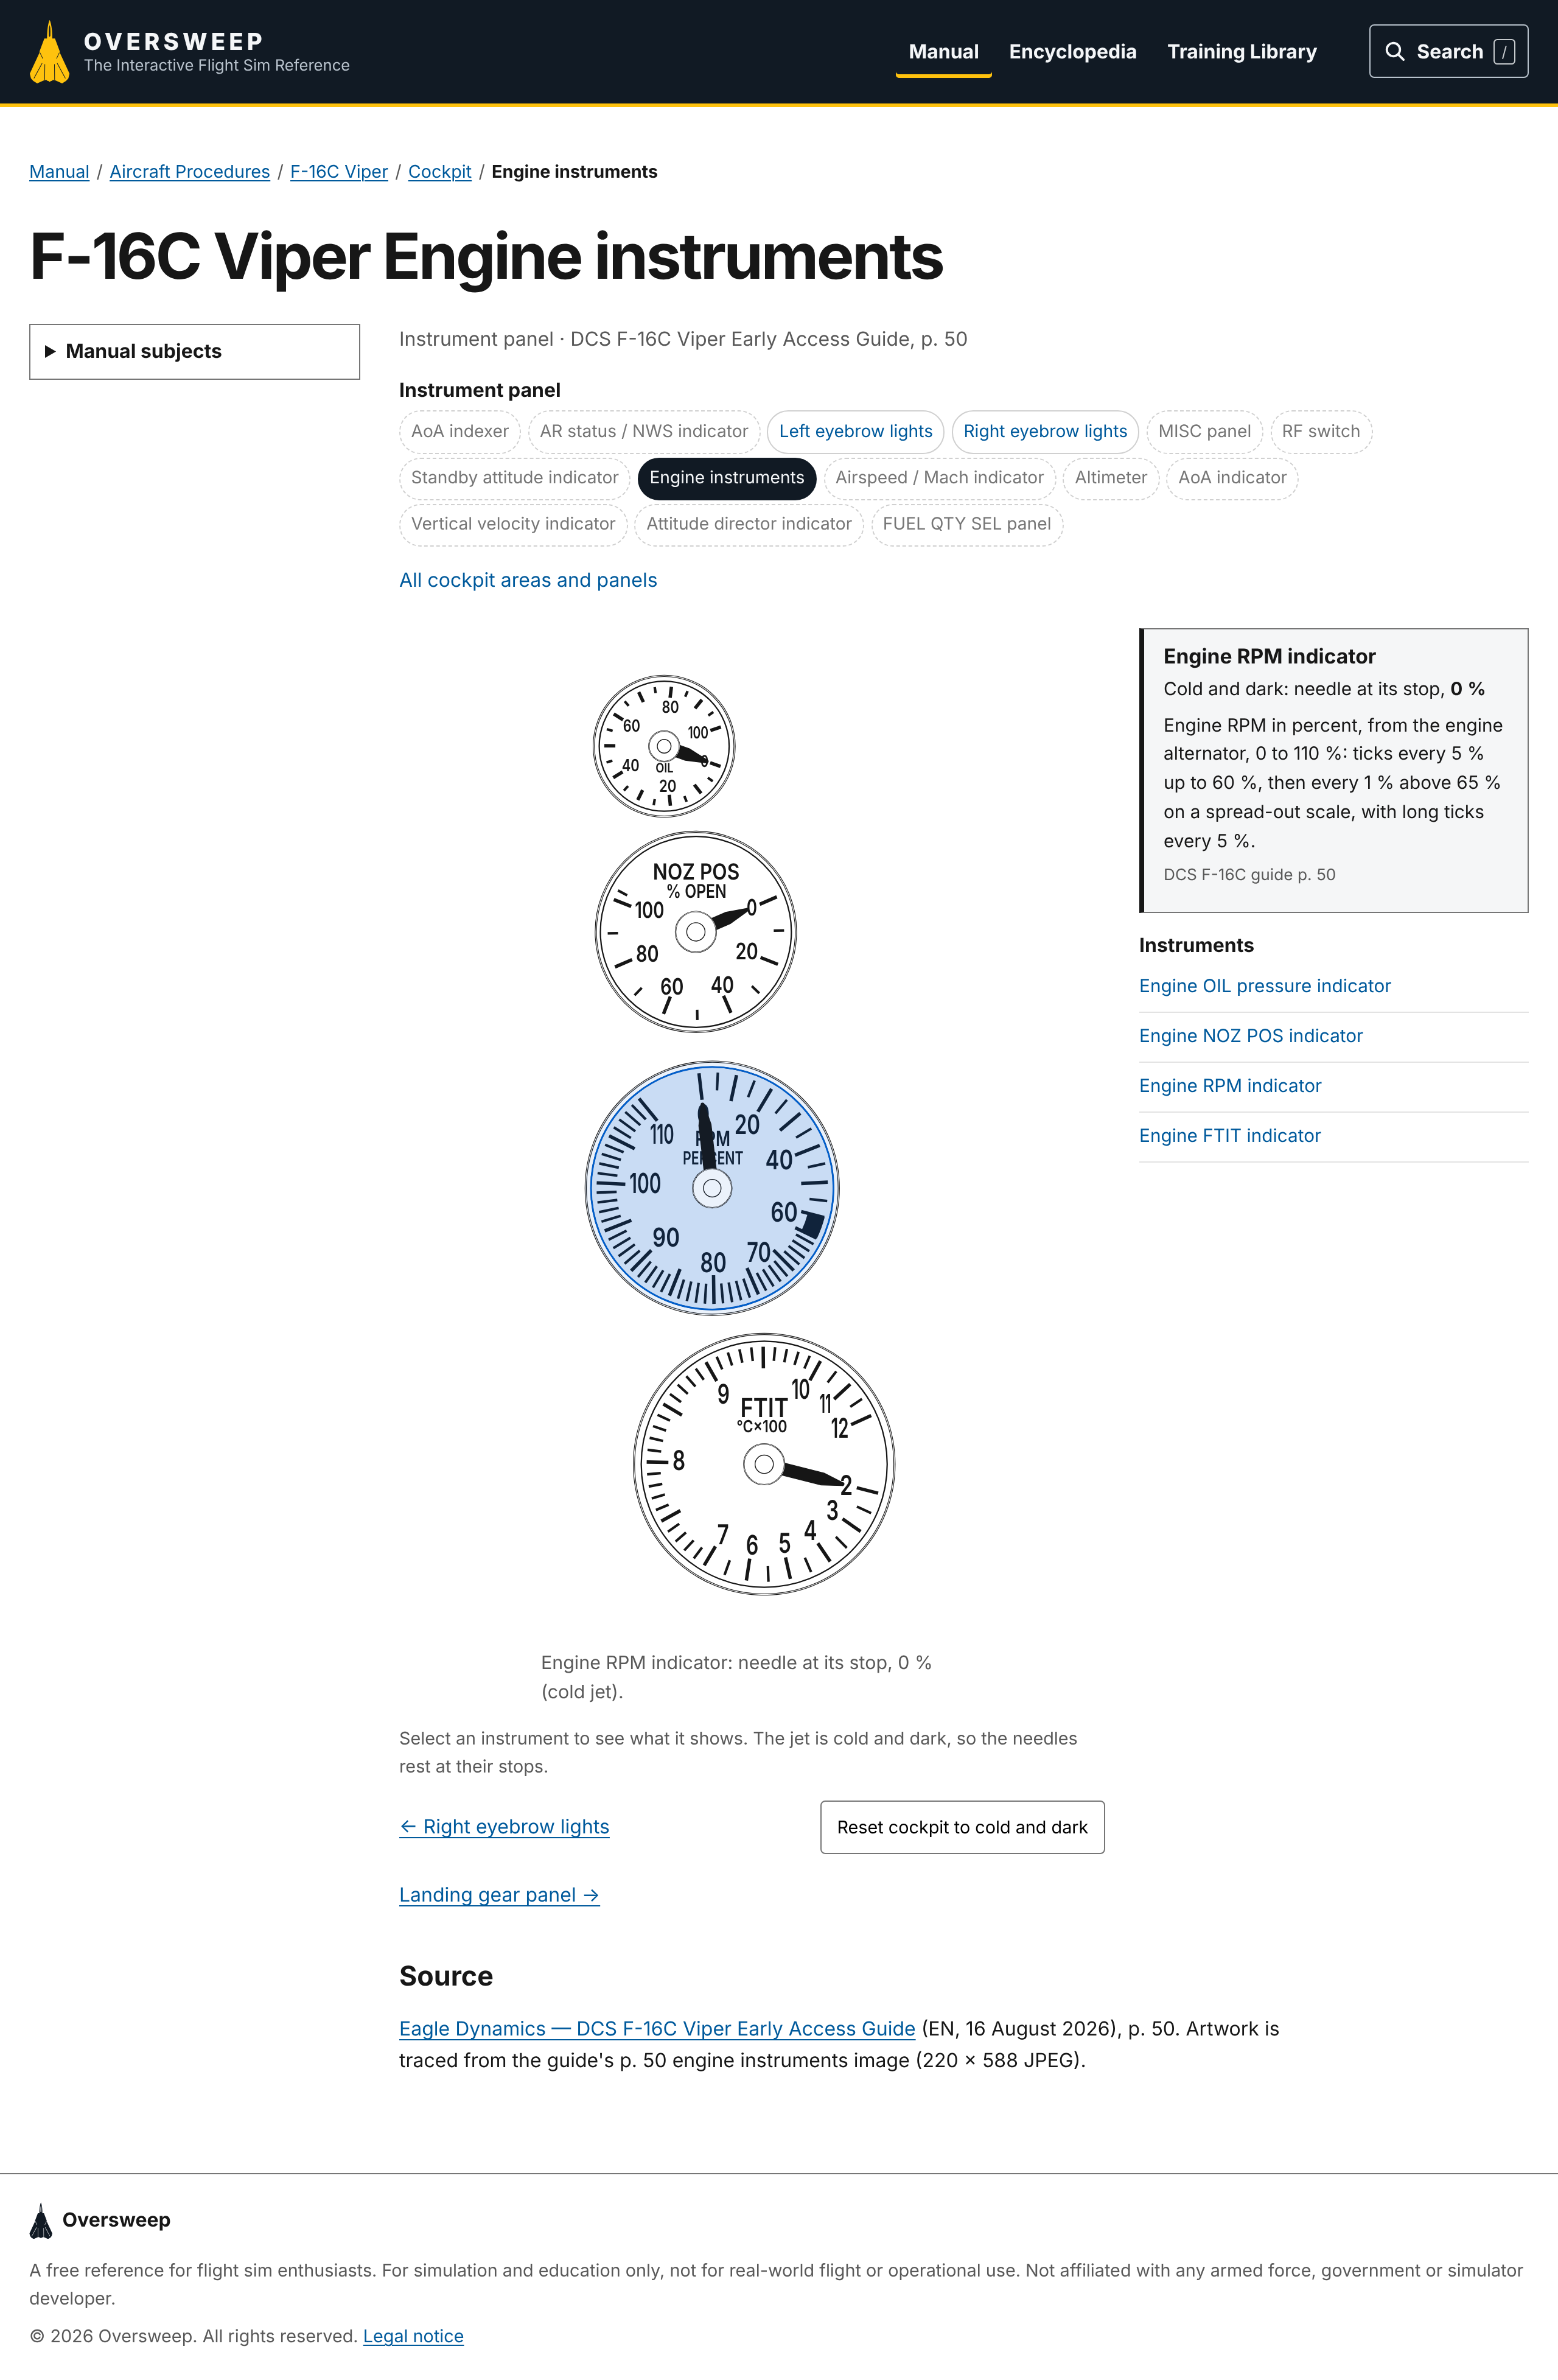 OVERSWEEP
The Interactive Flight Sim Reference
Manual
Encyclopedia
Training Library
Search /
Manual / Aircraft Procedures / F-16C Viper / Cockpit / Engine instruments
F-16C Viper Engine instruments
Manual subjects
Instrument panel · DCS F-16C Viper Early Access Guide, p. 50
Instrument panel
AoA indexer
AR status / NWS indicator
Left eyebrow lights
Right eyebrow lights
MISC panel
RF switch
Standby attitude indicator
Engine instruments
Airspeed / Mach indicator
Altimeter
AoA indicator
Vertical velocity indicator
Attitude director indicator
FUEL QTY SEL panel
All cockpit areas and panels
80
60
100
40
OIL
0
20
NOZ POS
% OPEN
100
0
80
20
60
40
110
RPM
20
PERCENT
40
100
60
90
70
80
9
10
FTIT
11
°C×100
12
8
2
3
7
4
6
5
Engine RPM indicator: needle at its stop, 0 %
(cold jet).
Select an instrument to see what it shows. The jet is cold and dark, so the needles
rest at their stops.
← Right eyebrow lights
Reset cockpit to cold and dark
Landing gear panel →
Engine RPM indicator
Cold and dark: needle at its stop, 0 %
Engine RPM in percent, from the engine
alternator, 0 to 110 %: ticks every 5 %
up to 60 %, then every 1 % above 65 %
on a spread-out scale, with long ticks
every 5 %.
DCS F-16C guide p. 50
Instruments
Engine OIL pressure indicator
Engine NOZ POS indicator
Engine RPM indicator
Engine FTIT indicator
Source
Eagle Dynamics — DCS F-16C Viper Early Access Guide (EN, 16 August 2026), p. 50. Artwork is
traced from the guide's p. 50 engine instruments image (220 × 588 JPEG).
Oversweep
A free reference for flight sim enthusiasts. For simulation and education only, not for real-world flight or operational use. Not affiliated with any armed force, government or simulator
developer.
© 2026 Oversweep. All rights reserved. Legal notice